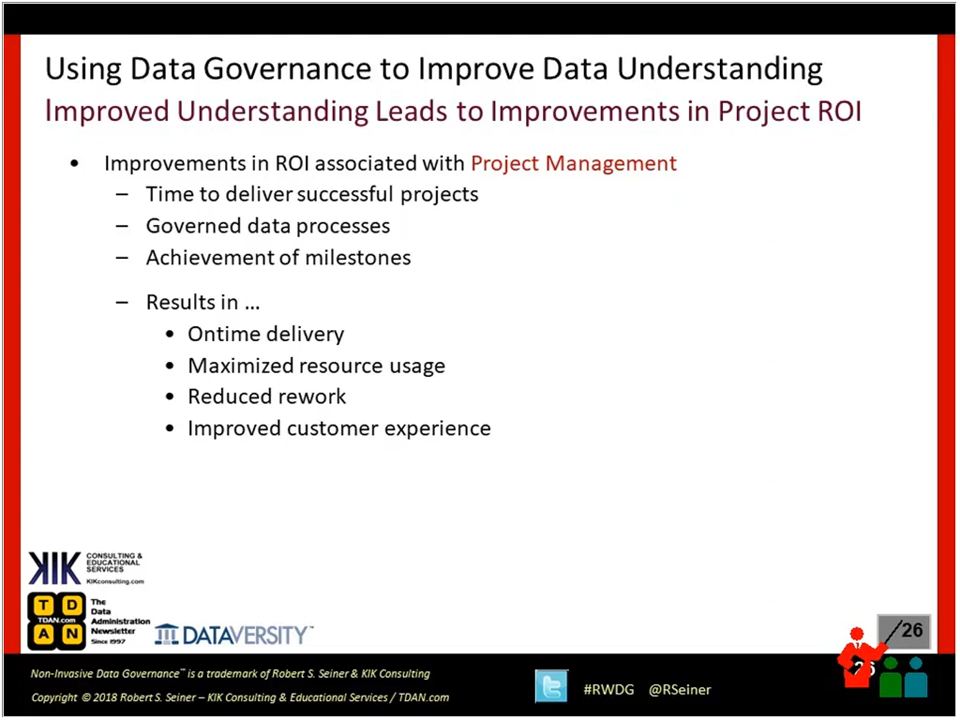 Using Data Governance to Improve Data Understanding
Improved Understanding Leads to Improvements in Project ROI
• Improvements in ROI associated with Project Management
– Time to deliver successful projects
– Governed data processes
– Achievement of milestones
– Results in ...
• Ontime delivery
• Maximized resource usage
• Reduced rework
• Improved customer experience
KIK CONSULTING & EDUCATIONAL SERVICES
KIKconsulting.com
T D
TDAN.com
A N
The
Data
Administration
Newsletter
Since 1997
DATAVERSITY™
26
26
Non-Invasive Data Governance™ is a trademark of Robert S. Seiner & KIK Consulting
Copyright © 2018 Robert S. Seiner – KIK Consulting & Educational Services / TDAN.com
#RWDG @RSeiner